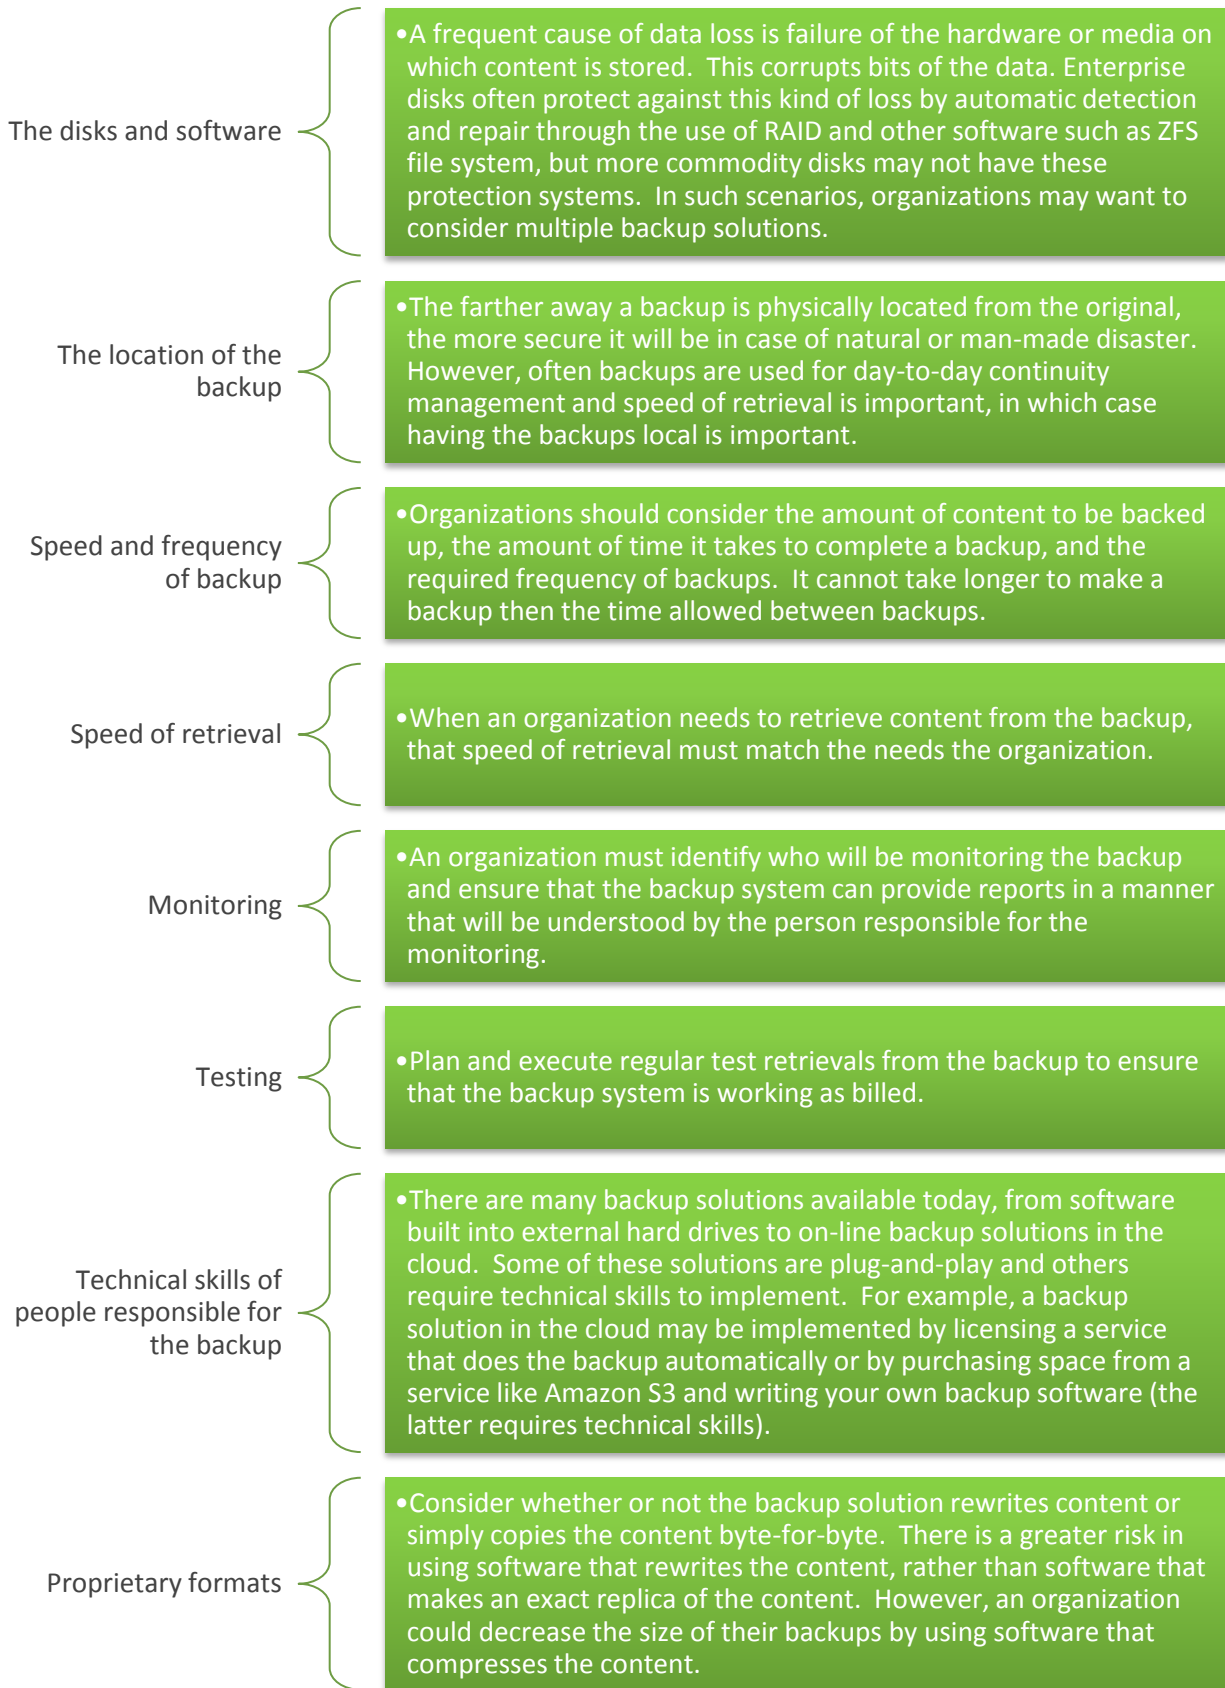 The disks and software
•A frequent cause of data loss is failure of the hardware or media on
which content is stored.  This corrupts bits of the data. Enterprise
disks often protect against this kind of loss by automatic detection
and repair through the use of RAID and other software such as ZFS
file system, but more commodity disks may not have these
protection systems.  In such scenarios, organizations may want to
consider multiple backup solutions.
The location of the
backup
•The farther away a backup is physically located from the original,
the more secure it will be in case of natural or man-made disaster.
However, often backups are used for day-to-day continuity
management and speed of retrieval is important, in which case
having the backups local is important.
Speed and frequency
of backup
•Organizations should consider the amount of content to be backed
up, the amount of time it takes to complete a backup, and the
required frequency of backups.  It cannot take longer to make a
backup then the time allowed between backups.
Speed of retrieval
•When an organization needs to retrieve content from the backup,
that speed of retrieval must match the needs the organization.
Monitoring
•An organization must identify who will be monitoring the backup
and ensure that the backup system can provide reports in a manner
that will be understood by the person responsible for the
monitoring.
Testing
•Plan and execute regular test retrievals from the backup to ensure
that the backup system is working as billed.
Technical skills of
people responsible for
the backup
•There are many backup solutions available today, from software
built into external hard drives to on-line backup solutions in the
cloud.  Some of these solutions are plug-and-play and others
require technical skills to implement.  For example, a backup
solution in the cloud may be implemented by licensing a service
that does the backup automatically or by purchasing space from a
service like Amazon S3 and writing your own backup software (the
latter requires technical skills).
Proprietary formats
•Consider whether or not the backup solution rewrites content or
simply copies the content byte-for-byte.  There is a greater risk in
using software that rewrites the content, rather than software that
makes an exact replica of the content.  However, an organization
could decrease the size of their backups by using software that
compresses the content.